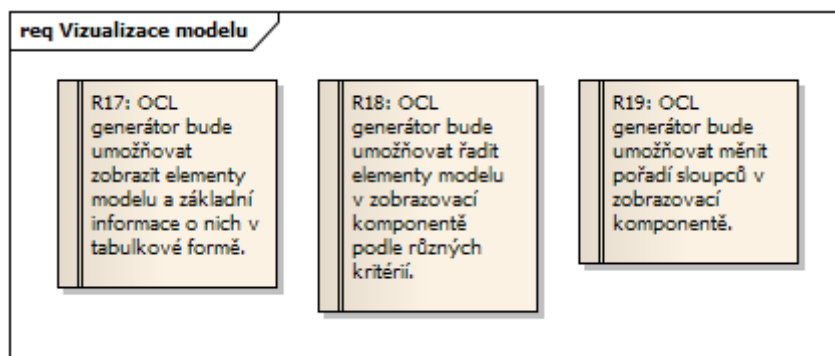 req Vizualizace modelu
R17: OCL
generátor bude
umožňovat
zobrazit elementy
modelu a základní
informace o nich v
tabulkové formě.
R18: OCL
generátor bude
umožňovat řadit
elementy modelu
v zobrazovací
komponentě
podle různých
kritérií.
R19: OCL
generátor bude
umožňovat měnit
pořadí sloupců v
zobrazovací
komponentě.